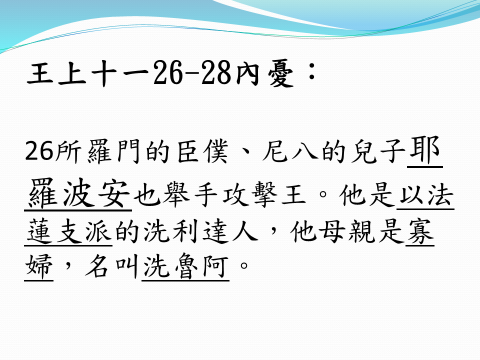 王上十一26-28內憂：
26所羅門的臣僕、尼八的兒子耶
羅波安也舉手攻擊王。他是以法
蓮支派的洗利達人，他母親是寡
婦，名叫洗魯阿。